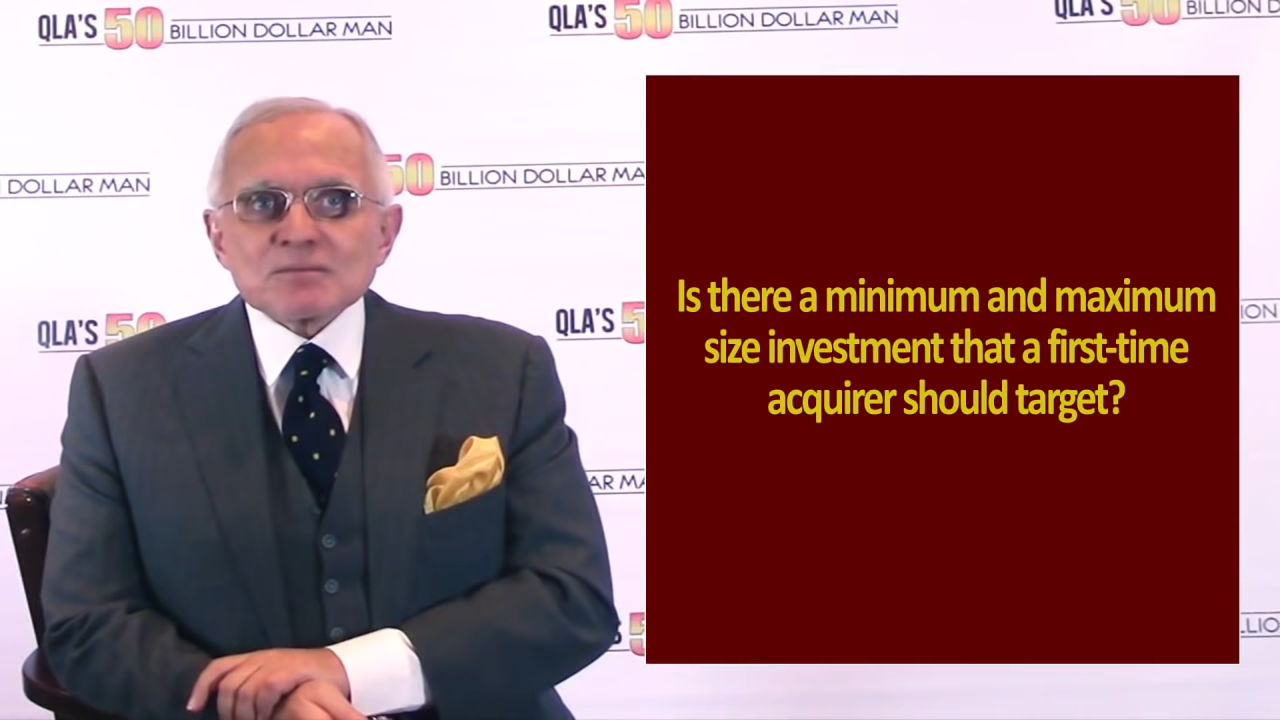 QLA'S 50 BILLION DOLLAR MAN
QLA'S 50 BILLION DOLLAR MAN
QLA'S 50 BILLION D
DOLLAR MAN
50 BILLION DOLLAR MA
QLA'S 50
QLA'S 5
ION
AR MA
LLIO
Is there a minimum and maximum
size investment that a first-time
acquirer should target?